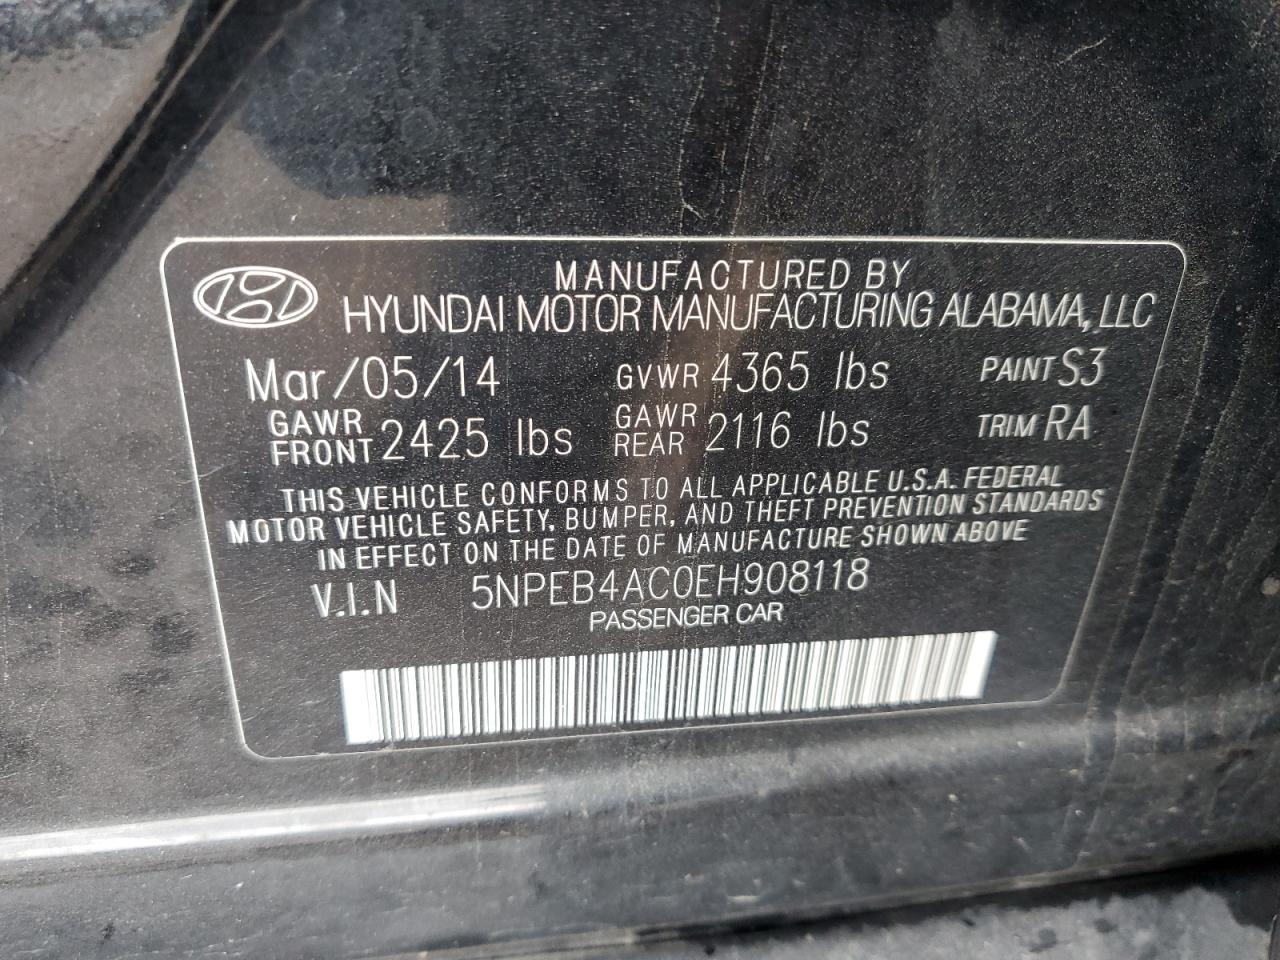 MANUFACTURED BY
HYUNDAI MOTOR MANUFACTURING ALABAMA, LLC
Mar/05/14 GVWR 4365 lbs PAINT S3
GAWR FRONT 2425 lbs GAWR REAR 2116 lbs TRIM RA
THIS VEHICLE CONFORMS TO ALL APPLICABLE U.S.A. FEDERAL
MOTOR VEHICLE SAFETY, BUMPER, AND THEFT PREVENTION STANDARDS
IN EFFECT ON THE DATE OF MANUFACTURE SHOWN ABOVE
V.I.N 5NPEB4AC0EH908118
PASSENGER CAR